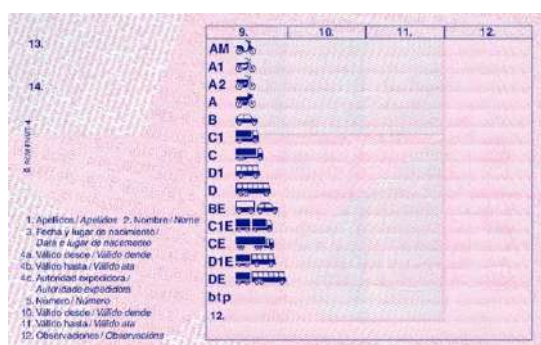 13.
14.
9. 10. 11. 12.
AM
A1
A2
A
B
C1
C
D1
D
BE
C1E
CE
D1E
DE
btp
12.
1. Apellidos/Apelidos 2. Nombre/Nome
3. Fecha y lugar de nacimiento/
Data e lugar de nacemento
4a. Válido desde/Válido dende
4b. Válido hasta/Válido ata
4c. Autoridad expedidora/
Autoridade expedidora
5. Número/Número
10. Válido desde/Válido dende
11. Válido hasta/Válido ata
12. Observaciones/Observacións